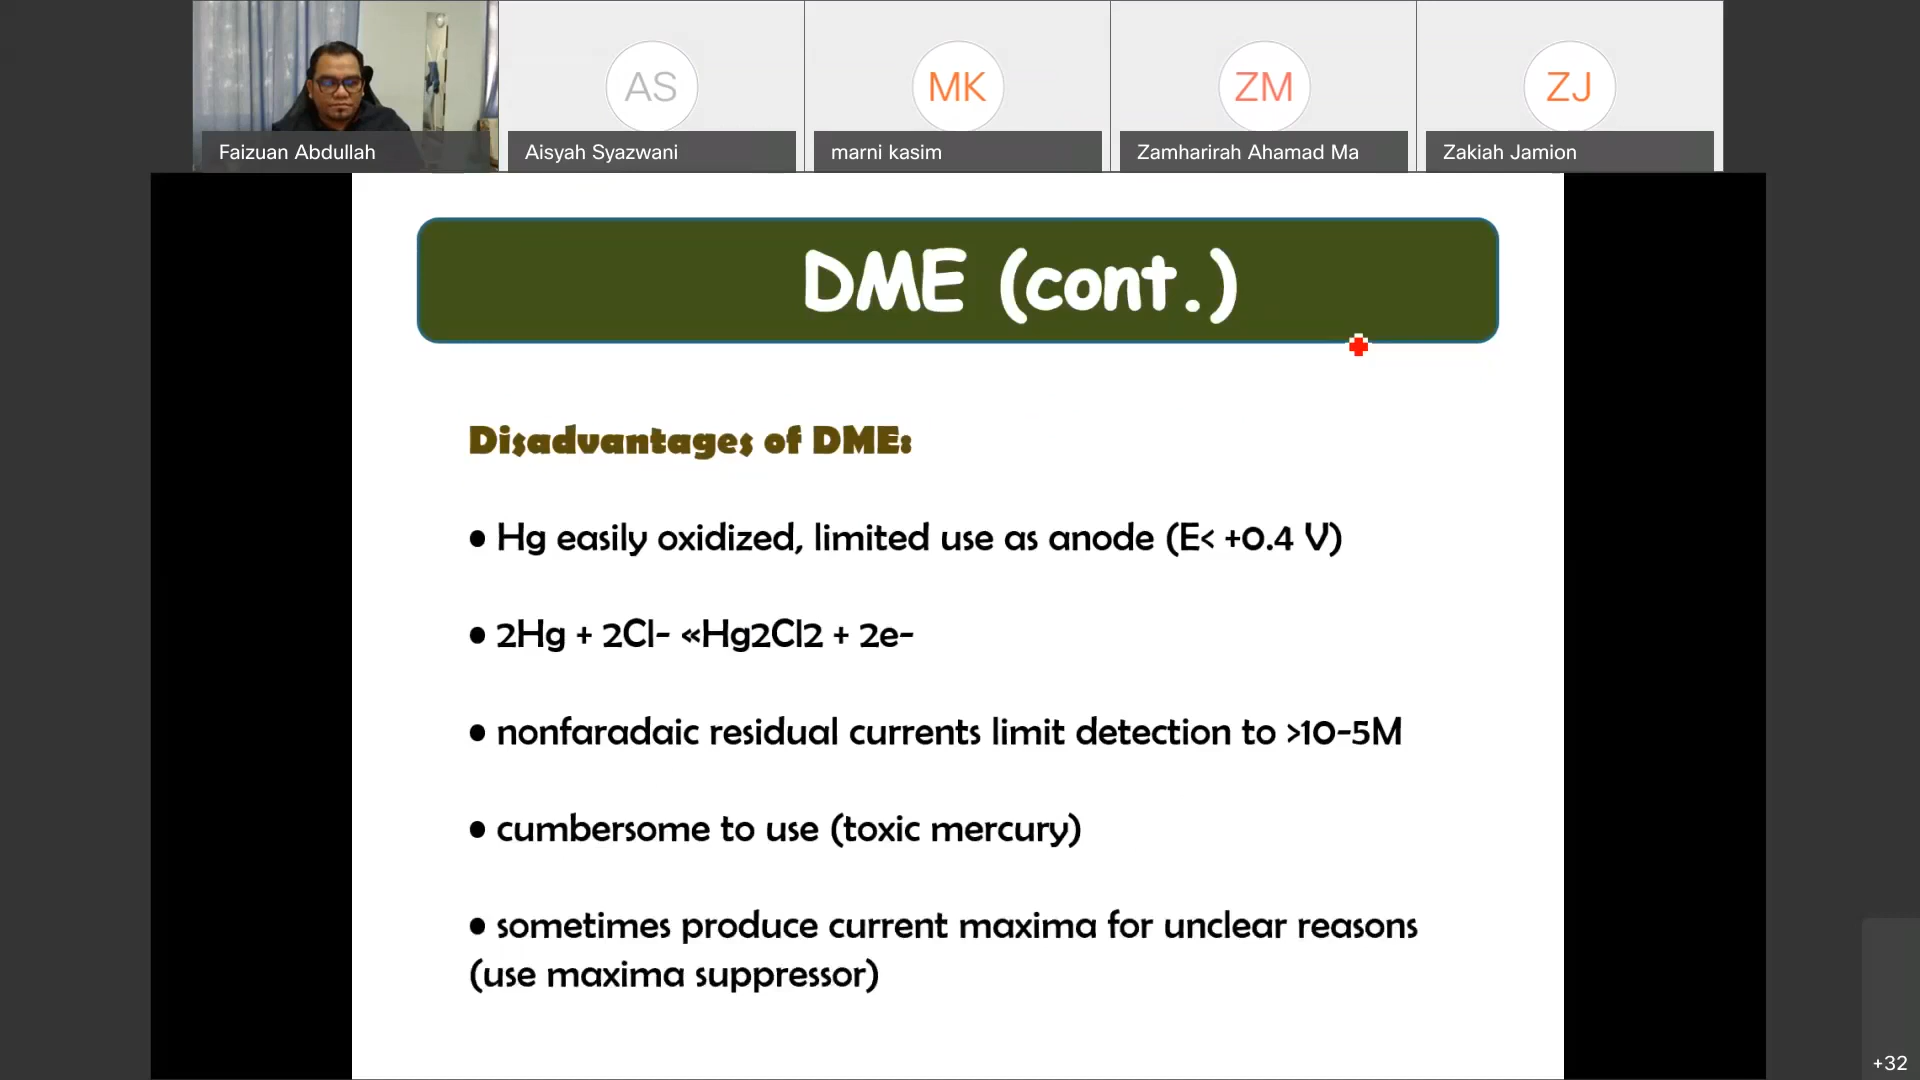 AS
MK
ZM
ZJ
Faizuan Abdullah
Aisyah Syazwani
marni kasim
Zamharirah Ahamad Ma
Zakiah Jamion
DME (cont.)
Disadvantages of DME:
• Hg easily oxidized, limited use as anode (E< +0.4 V)
• 2Hg + 2Cl- «Hg2Cl2 + 2e-
• nonfaradaic residual currents limit detection to >10-5M
• cumbersome to use (toxic mercury)
• sometimes produce current maxima for unclear reasons
(use maxima suppressor)
+32